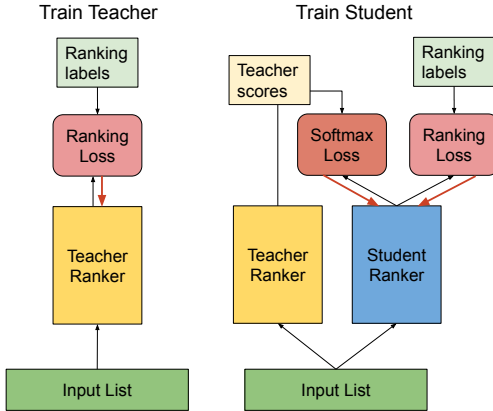 Train Teacher
Ranking
labels
Ranking
Loss
Teacher
Ranker
Input List
Train Student
Teacher
scores
Ranking
labels
Softmax
Loss
Ranking
Loss
Teacher
Ranker
Student
Ranker
Input List